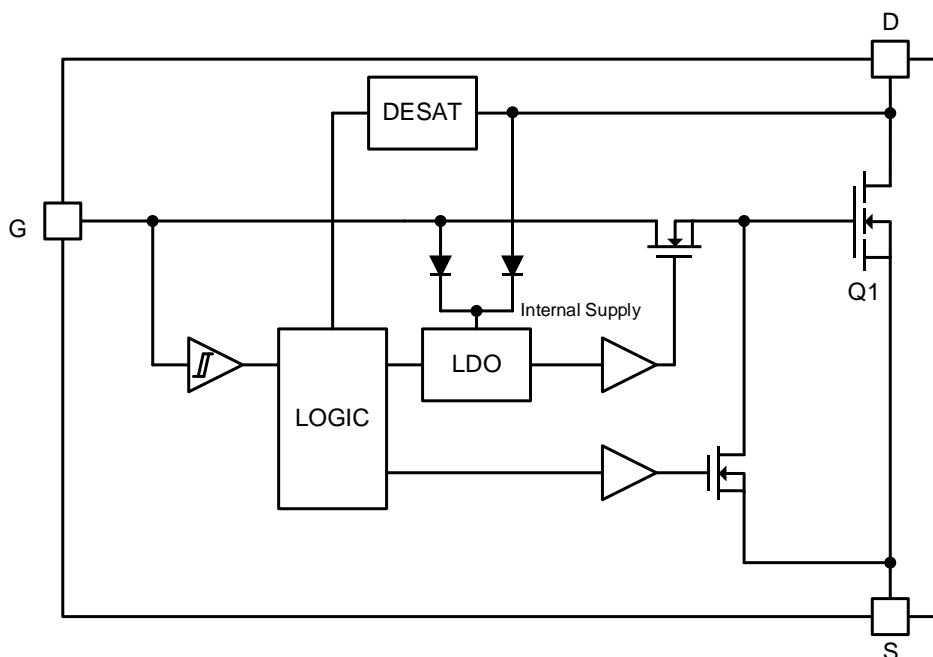 D
DESAT
G
Q1
Internal Supply
LDO
LOGIC
S